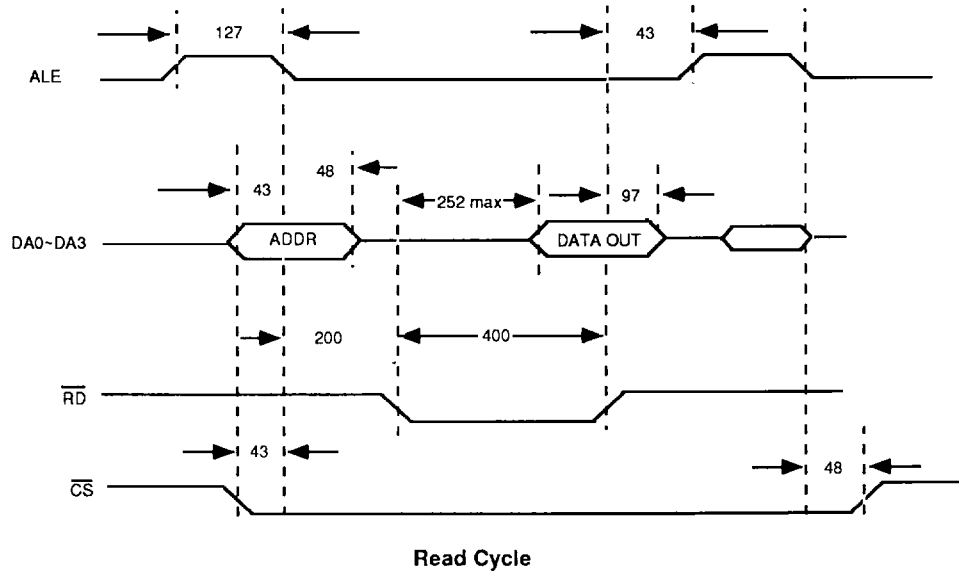 127
43
ALE
43
48
252 max
97
DA0~DA3
ADDR
DATA OUT
200
400
RD
43
48
CS
Read Cycle